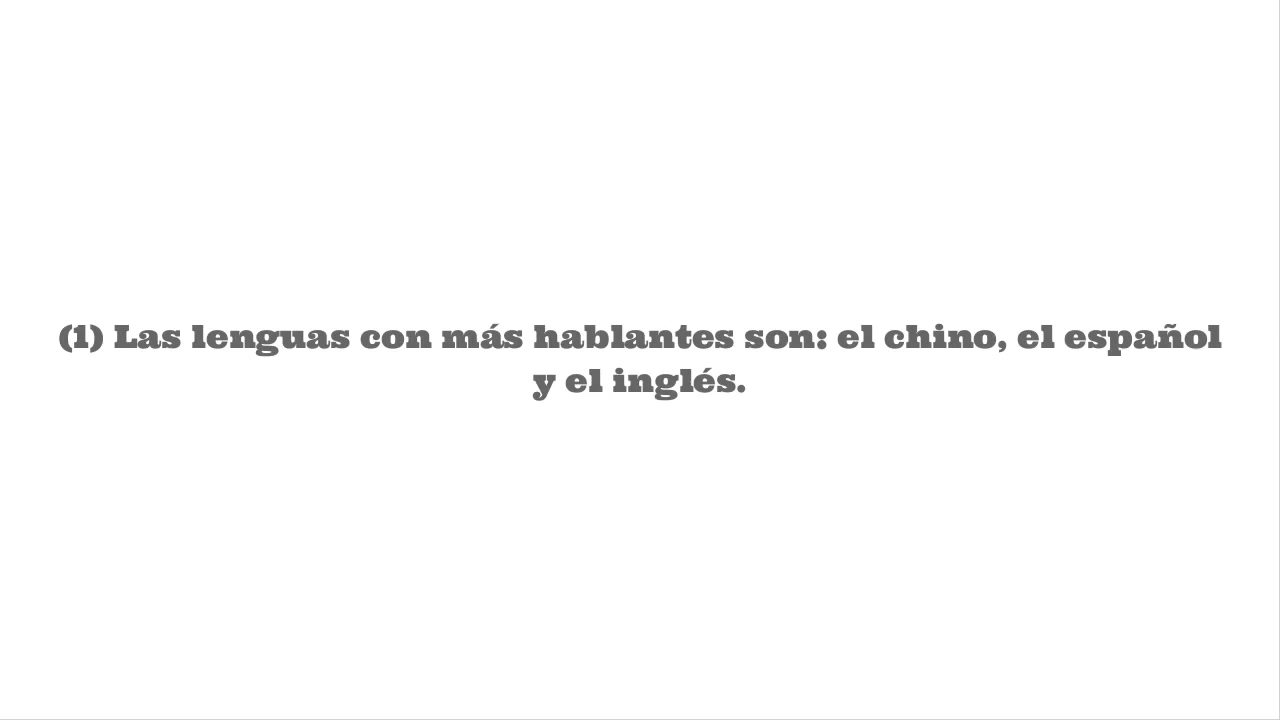 (1) Las lenguas con más hablantes son: el chino, el español
y el inglés.